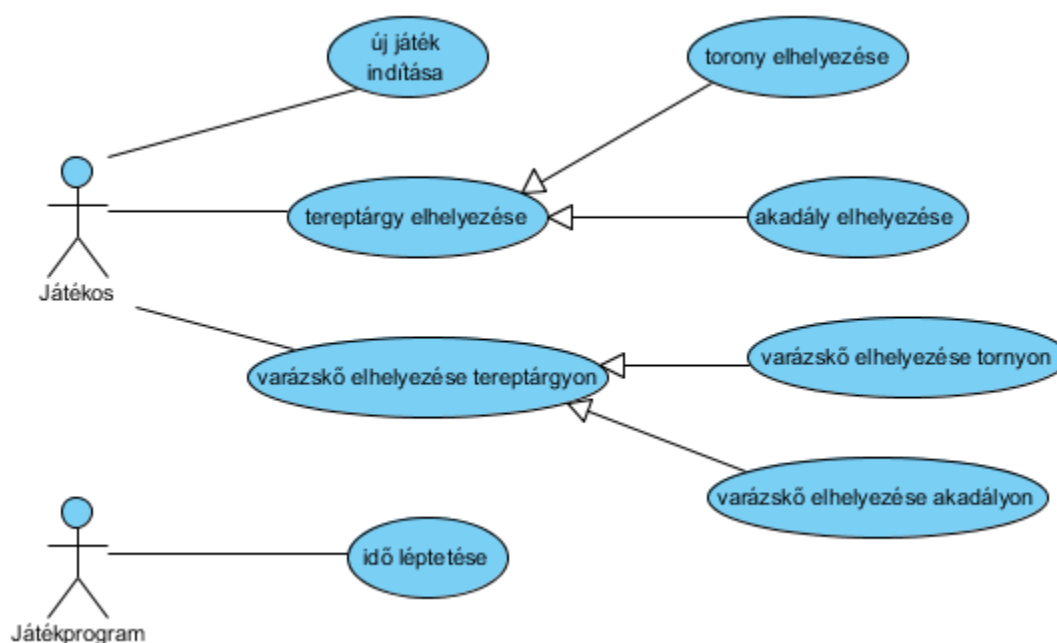 új játék
indítása
torony elhelyezése
tereptárgy elhelyezése
akadály elhelyezése
Játékos
varázskő elhelyezése tereptárgyon
varázskő elhelyezése tornyon
varázskő elhelyezése akadályon
idő léptetése
Játékprogram